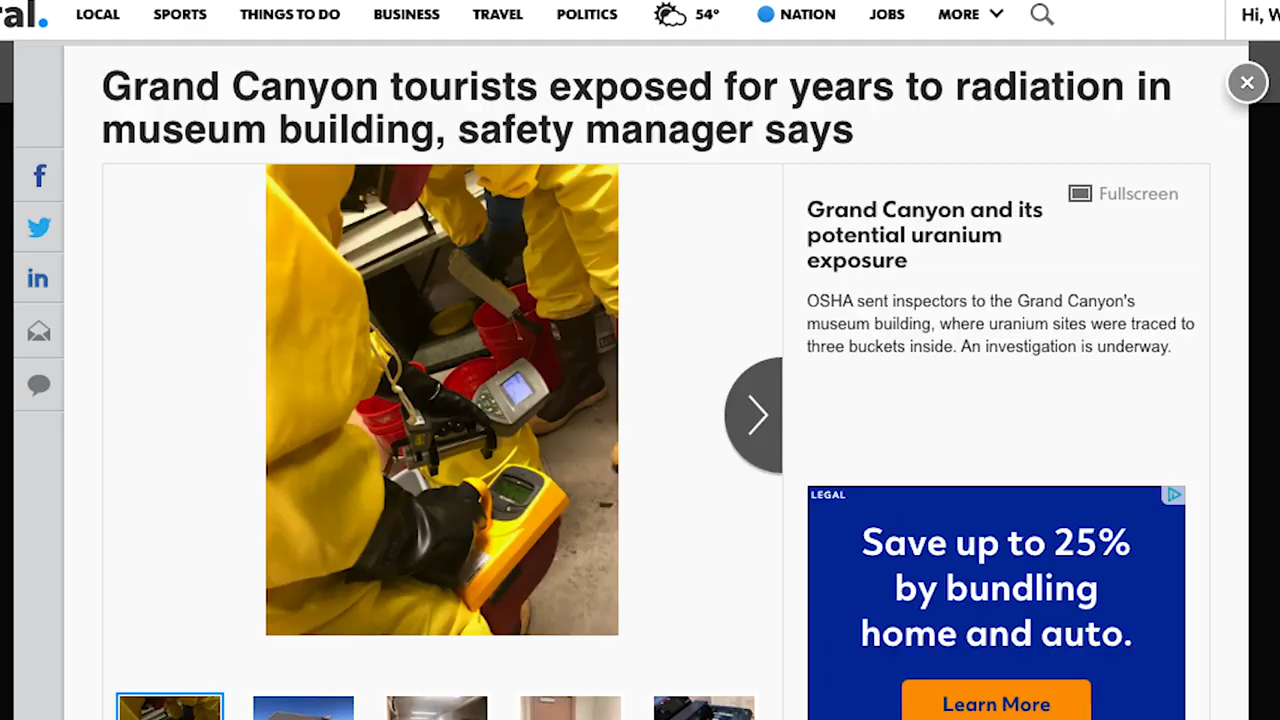 al.
LOCAL SPORTS THINGS TO DO BUSINESS TRAVEL POLITICS 54° NATION JOBS MORE Hi, W
Grand Canyon tourists exposed for years to radiation in
museum building, safety manager says
Fullscreen
Grand Canyon and its
potential uranium
exposure
OSHA sent inspectors to the Grand Canyon's
museum building, where uranium sites were traced to
three buckets inside. An investigation is underway.
LEGAL
Save up to 25%
by bundling
home and auto.
Learn More